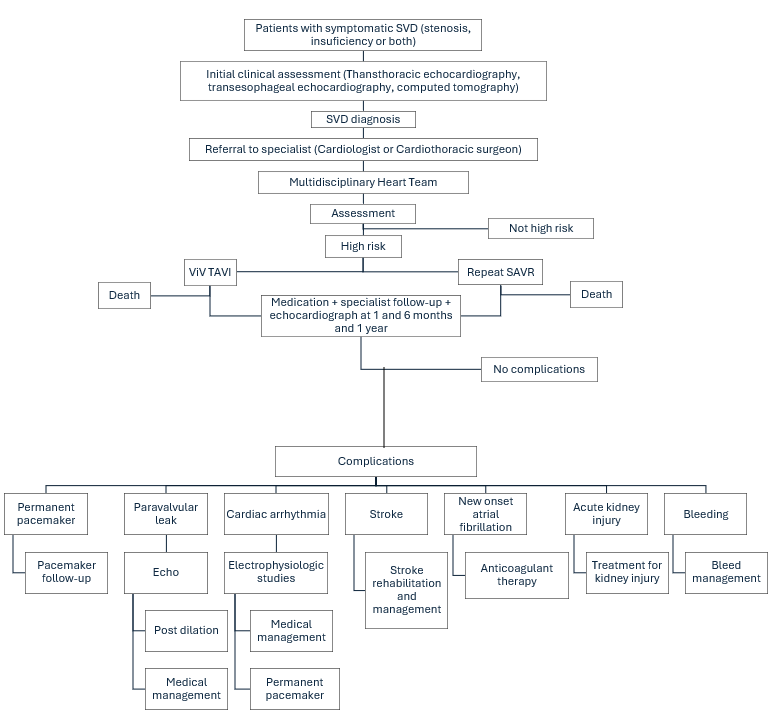 Patients with symptomatic SVD (stenosis,
insuficiency or both)
Initial clinical assessment (Thansthoracic echocardiography,
transesophageal echocardiography, computed tomography)
SVD diagnosis
Referral to specialist (Cardiologist or Cardiothoracic surgeon)
Multidisciplinary Heart Team
Assessment
Not high risk
High risk
ViV TAVI
Repeat SAVR
Death
Death
Medication + specialist follow-up +
echocardiograph at 1 and 6 months
and 1 year
No complications
Complications
Permanent
pacemaker
Paravalvular
leak
Cardiac arrhythmia
Stroke
New onset
atrial
fibrillation
Acute kidney
injury
Bleeding
Pacemaker
follow-up
Echo
Electrophysiologic
studies
Stroke
rehabilitation
and
management
Anticoagulant
therapy
Treatment for
kidney injury
Bleed
management
Post dilation
Medical
management
Medical
management
Permanent
pacemaker